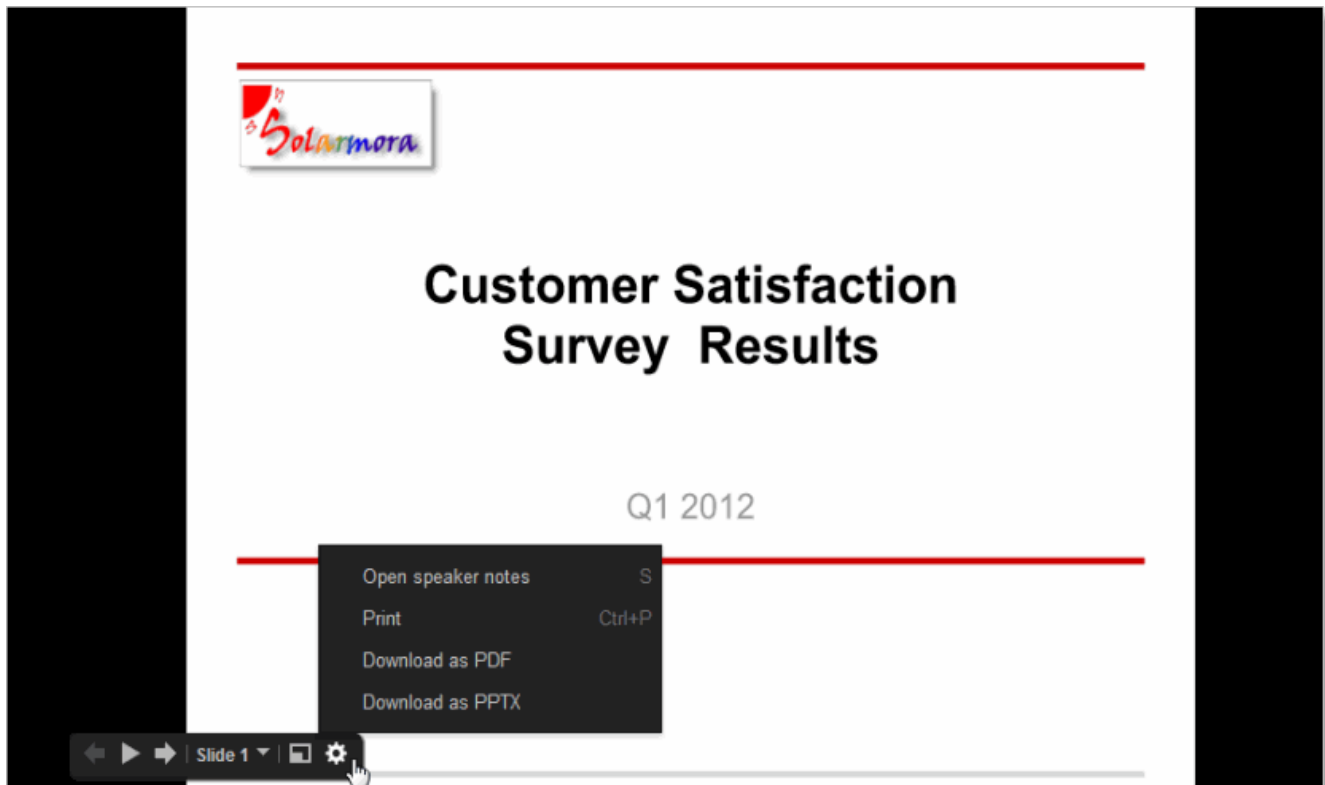 Solarmora
Customer Satisfaction
Survey Results
Q1 2012
Open speaker notes S
Print Ctrl+P
Download as PDF
Download as PPTX
Slide 1